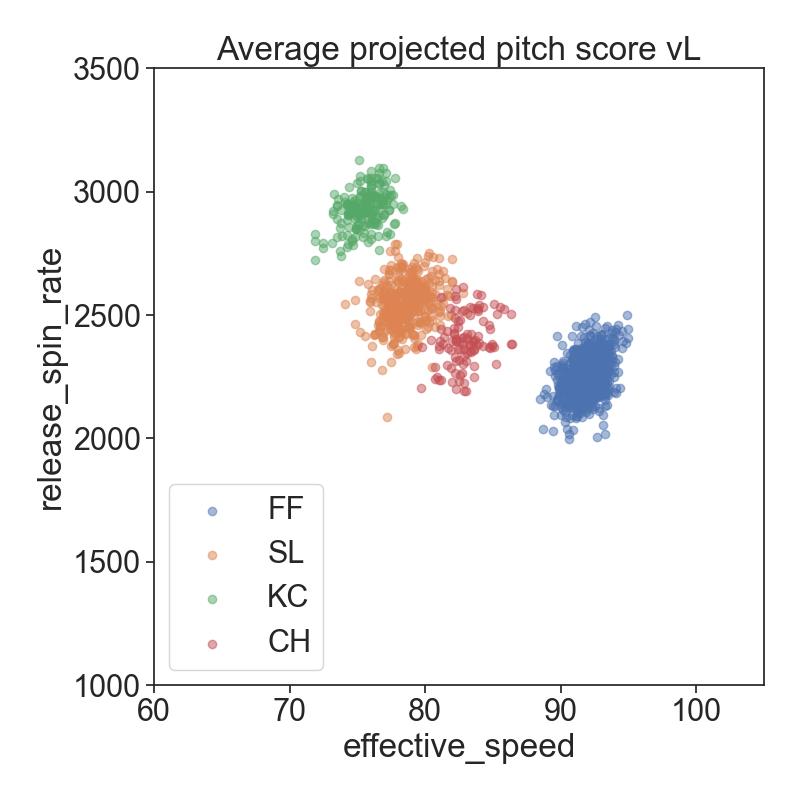 Average projected pitch score vL
3500
3000
2500
2000
1500
1000
release_spin_rate
FF
SL
KC
CH
60 70 80 90 100
effective_speed